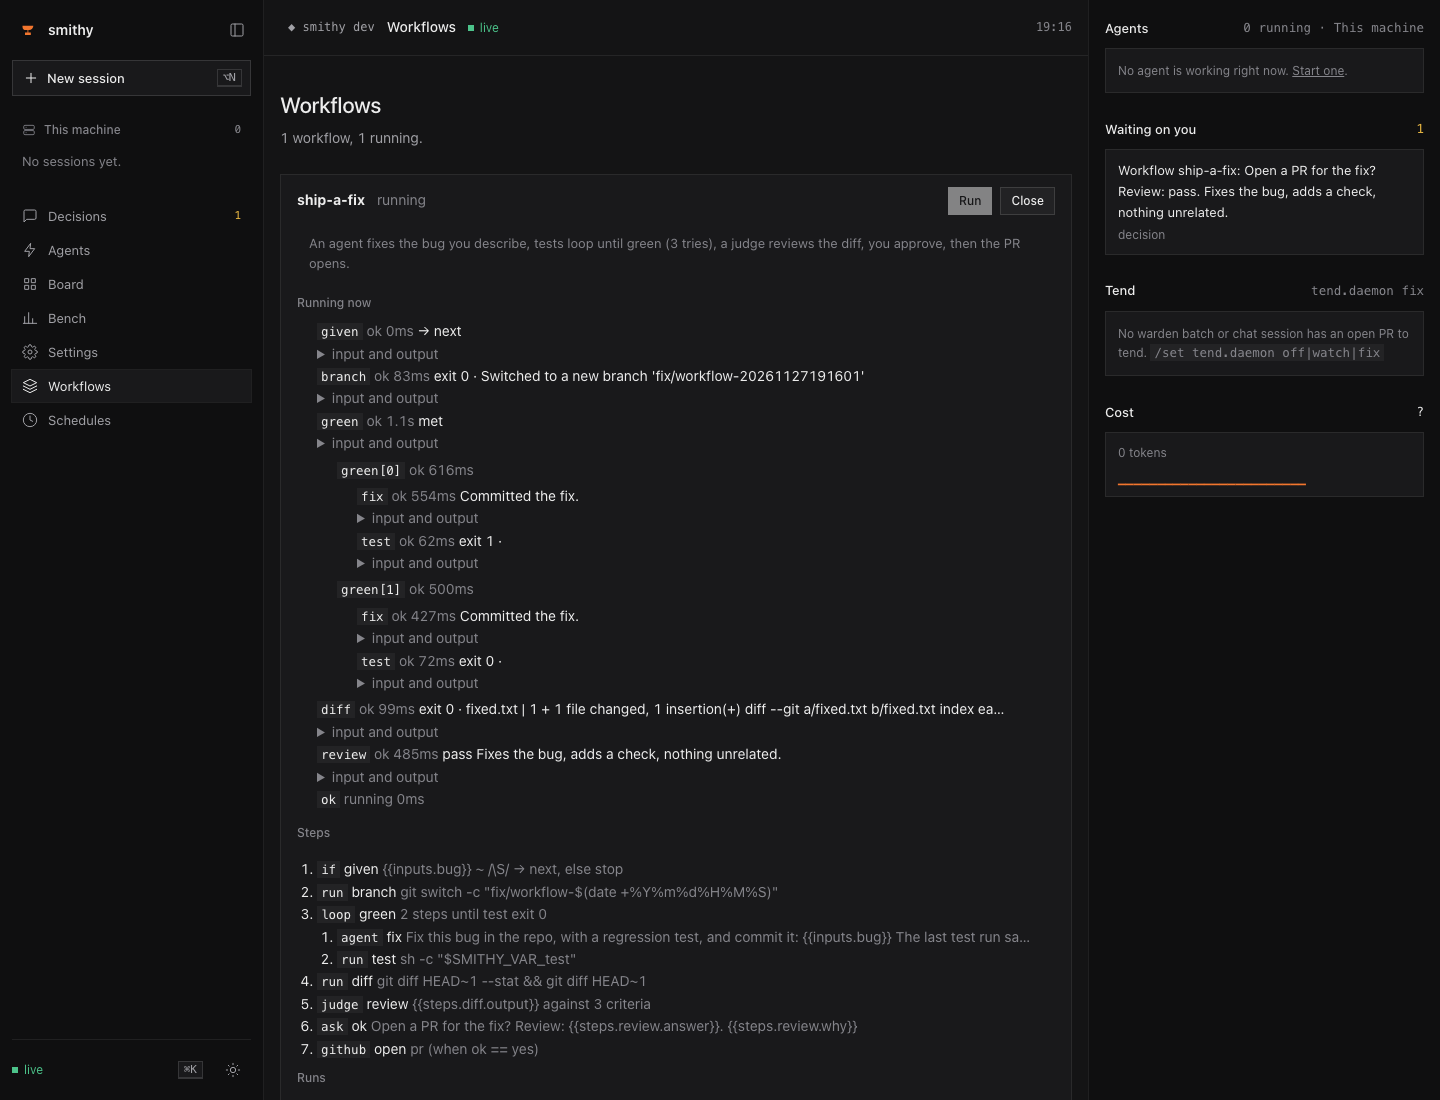 smithy
New session
⌥N
This machine
0
No sessions yet.
Decisions
1
Agents
Board
Bench
Settings
Workflows
Schedules
live
⌘K
◆ smithy dev Workflows live
19:16
Workflows
1 workflow, 1 running.
ship-a-fix running
Run
Close
An agent fixes the bug you describe, tests loop until green (3 tries), a judge reviews the diff, you approve, then the PR
opens.
Running now
given ok 0ms → next
▶ input and output
branch ok 83ms exit 0 · Switched to a new branch 'fix/workflow-20261127191601'
▶ input and output
green ok 1.1s met
▶ input and output
green[0] ok 616ms
fix ok 554ms Committed the fix.
▶ input and output
test ok 62ms exit 1 ·
▶ input and output
green[1] ok 500ms
fix ok 427ms Committed the fix.
▶ input and output
test ok 72ms exit 0 ·
▶ input and output
diff ok 99ms exit 0 · fixed.txt | 1 + 1 file changed, 1 insertion(+) diff --git a/fixed.txt b/fixed.txt index ea…
▶ input and output
review ok 485ms pass Fixes the bug, adds a check, nothing unrelated.
▶ input and output
ok running 0ms
Steps
1. if given {{inputs.bug}} ~ /\S/ → next, else stop
2. run branch git switch -c "fix/workflow-$(date +%Y%m%d%H%M%S)"
3. loop green 2 steps until test exit 0
1. agent fix Fix this bug in the repo, with a regression test, and commit it: {{inputs.bug}} The last test run sa…
2. run test sh -c "$SMITHY_VAR_test"
4. run diff git diff HEAD~1 --stat && git diff HEAD~1
5. judge review {{steps.diff.output}} against 3 criteria
6. ask ok Open a PR for the fix? Review: {{steps.review.answer}}. {{steps.review.why}}
7. github open pr (when ok == yes)
Runs
Agents
0 running · This machine
No agent is working right now. Start one.
Waiting on you
1
Workflow ship-a-fix: Open a PR for the fix?
Review: pass. Fixes the bug, adds a check,
nothing unrelated.
decision
Tend
tend.daemon fix
No warden batch or chat session has an open PR to
tend. /set tend.daemon off|watch|fix
Cost
?
0 tokens